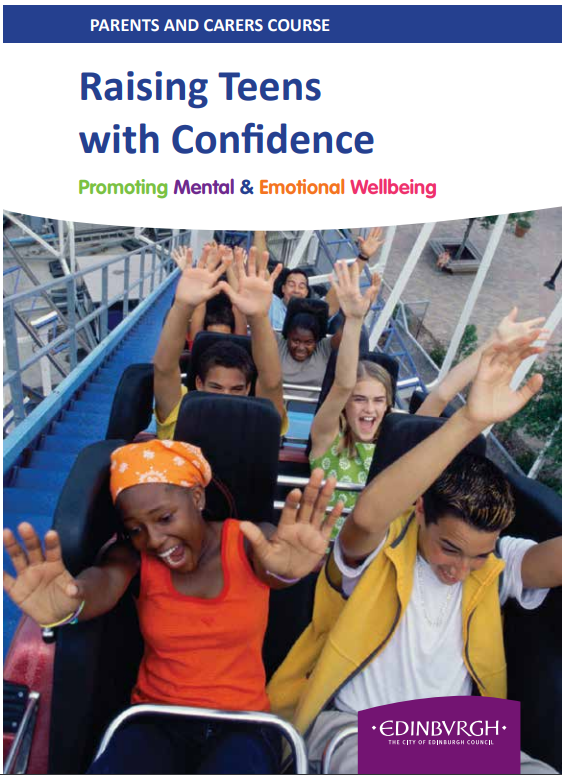 PARENTS AND CARERS COURSE
Raising Teens
with Confidence
Promoting Mental & Emotional Wellbeing
·EDINBVRGH·
THE CITY OF EDINBURGH COUNCIL